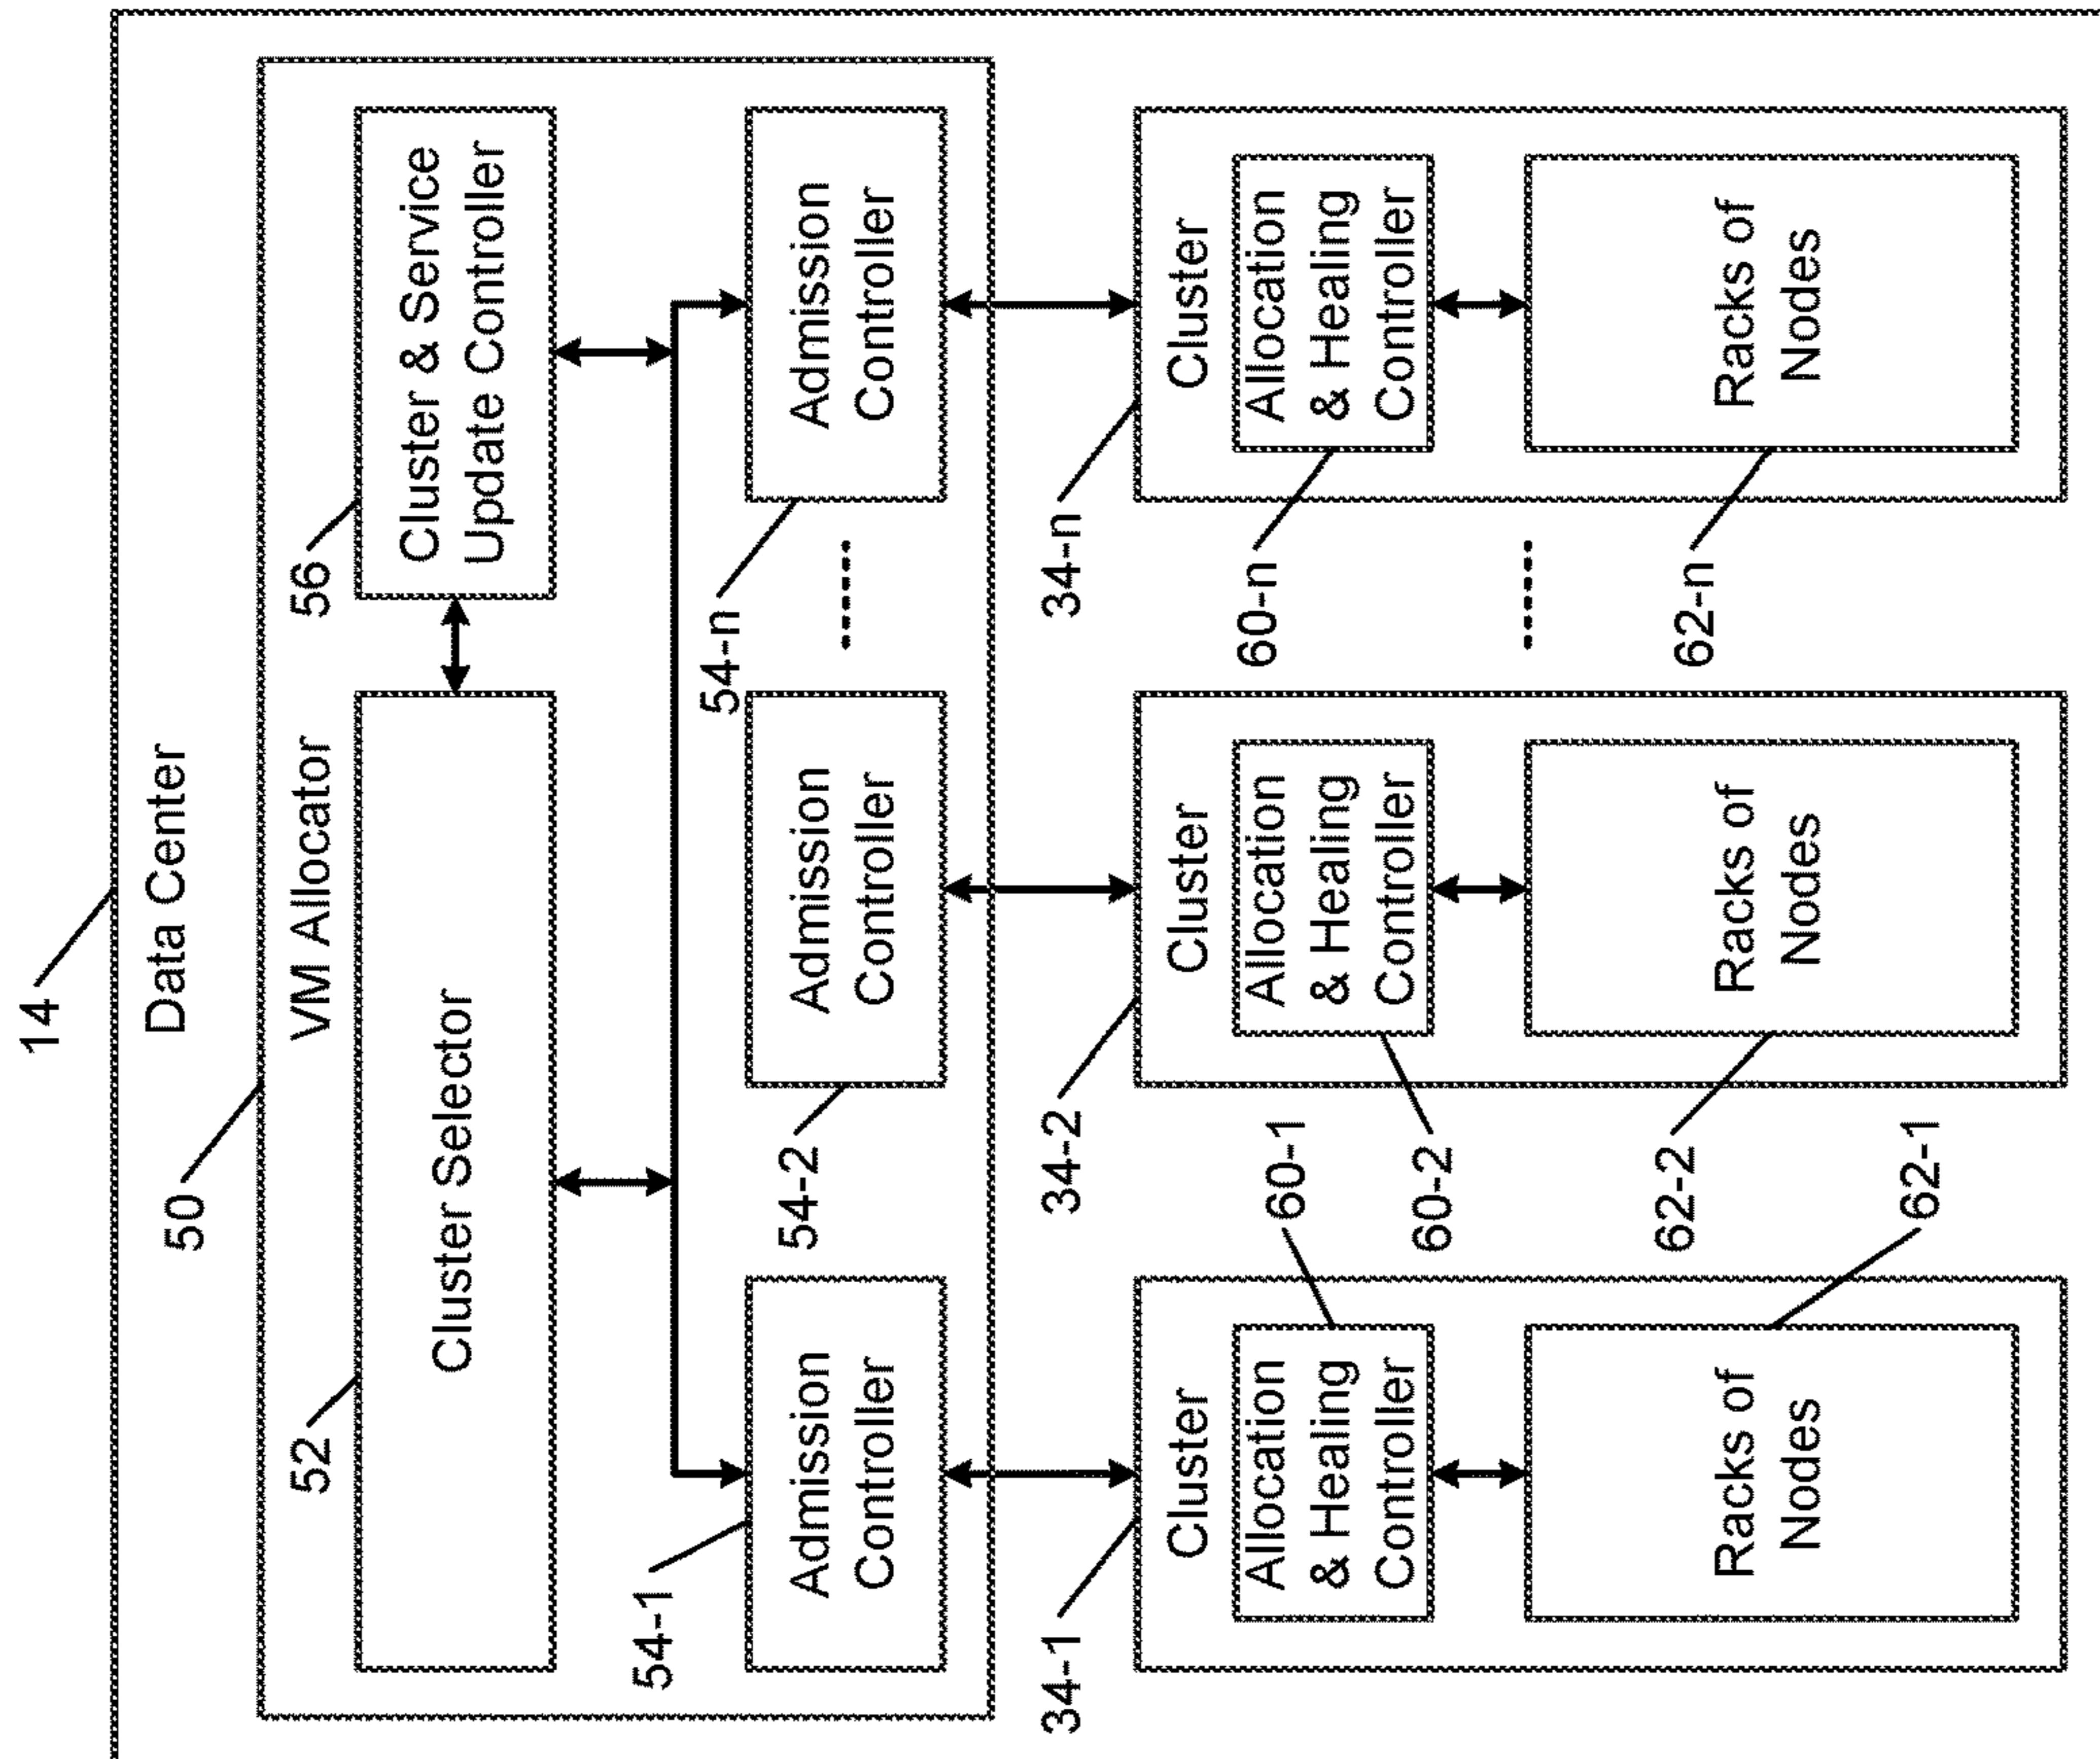 14
Data Center
50
VM Allocator
52
Cluster Selector
56
Cluster & Service
Update Controller
54-1
Admission
Controller
54-2
Admission
Controller
54-n
Admission
Controller
......
34-1
Cluster
Allocation
& Healing
Controller
60-1
Racks of
Nodes
62-1
34-2
Cluster
Allocation
& Healing
Controller
60-2
Racks of
Nodes
62-2
......
34-n
Cluster
Allocation
& Healing
Controller
60-n
Racks of
Nodes
62-n